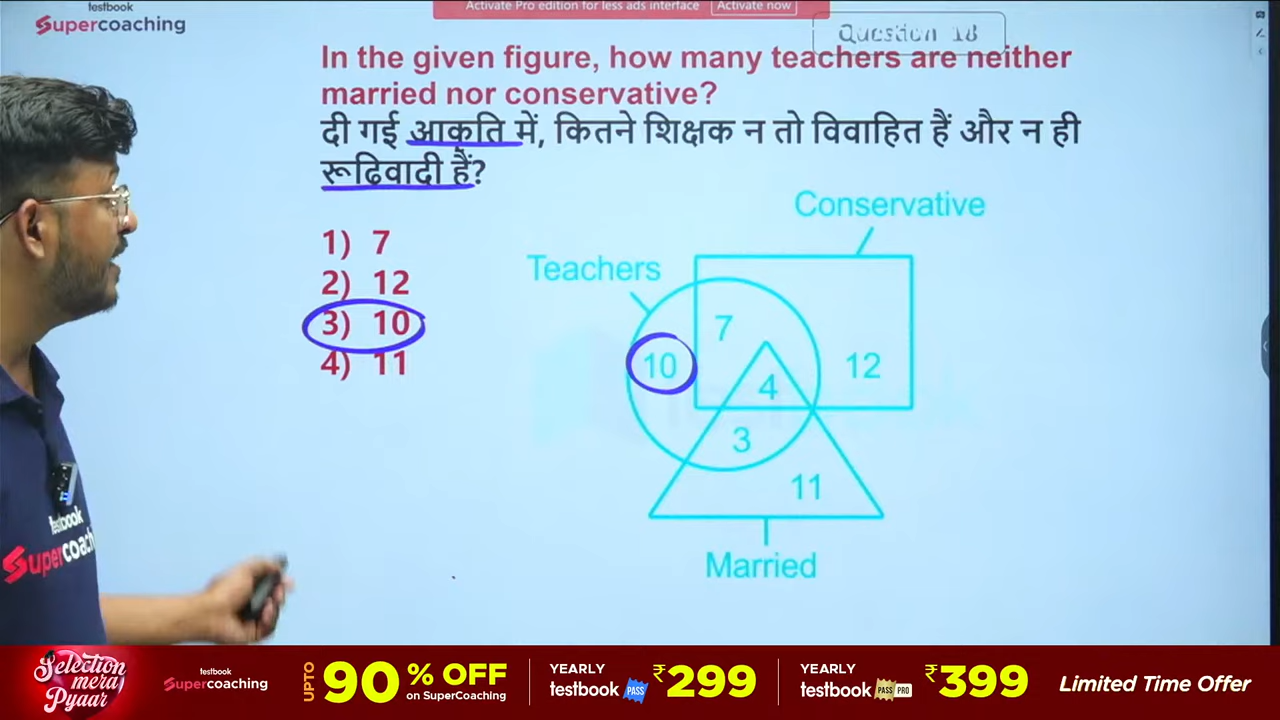 testbook
Supercoaching
Activate Pro edition for less ads interface Activate now
Question 18
In the given figure, how many teachers are neither
married nor conservative?
दी गई आकृति में, कितने शिक्षक न तो विवाहित हैं और न ही
रूढिवादी हैं?
1) 7
2) 12
3) 10
4) 11
Conservative
Teachers
7
10
12
4
3
11
Married
testbook
Supercoach
Selection
mera
Pyaar
testbook
Supercoaching
UPTO 90% OFF
on SuperCoaching
YEARLY
testbook PASS
₹299
YEARLY
testbook PASS PRO
₹399
Limited Time Offer